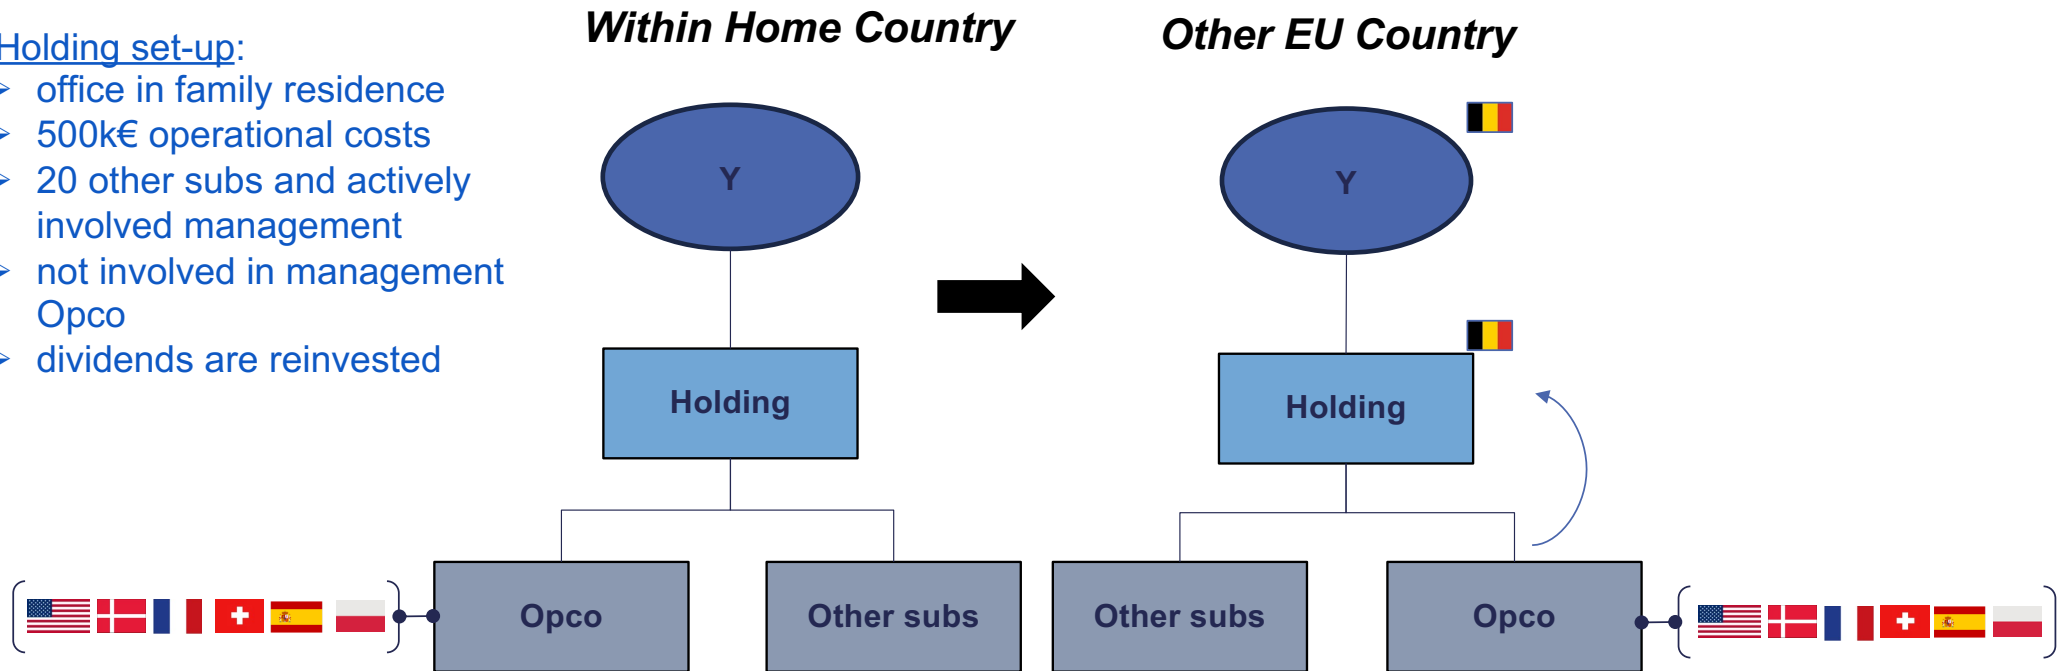 Within Home Country
Other EU Country
Holding set-up:
➢ office in family residence
➢ 500k€ operational costs
➢ 20 other subs and actively
involved management
➢ not involved in management
Opco
➢ dividends are reinvested
Y
Y
Holding
Holding
Opco
Other subs
Other subs
Opco